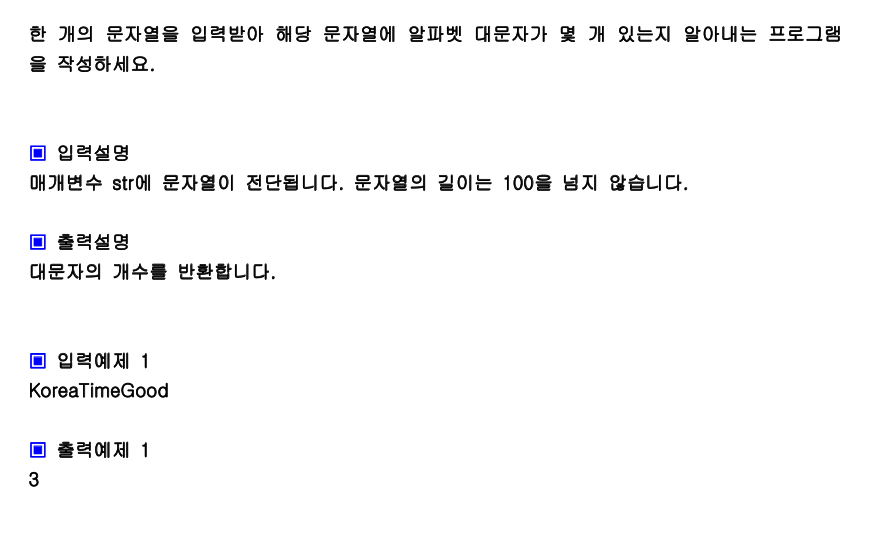 한 개의 문자열을 입력받아 해당 문자열에 알파벳 대문자가 몇 개 있는지 알아내는 프로그램
을 작성하세요.
▣ 입력설명
매개변수 str에 문자열이 전단됩니다. 문자열의 길이는 100을 넘지 않습니다.
▣ 출력설명
대문자의 개수를 반환합니다.
▣ 입력예제 1
KoreaTimeGood
▣ 출력예제 1
3